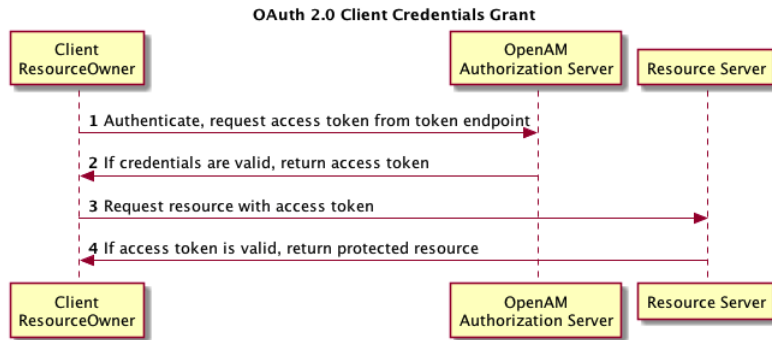 OAuth 2.0 Client Credentials Grant
Client
ResourceOwner
OpenAM
Authorization Server
Resource Server
1 Authenticate, request access token from token endpoint
2 If credentials are valid, return access token
3 Request resource with access token
4 If access token is valid, return protected resource
Client
ResourceOwner
OpenAM
Authorization Server
Resource Server